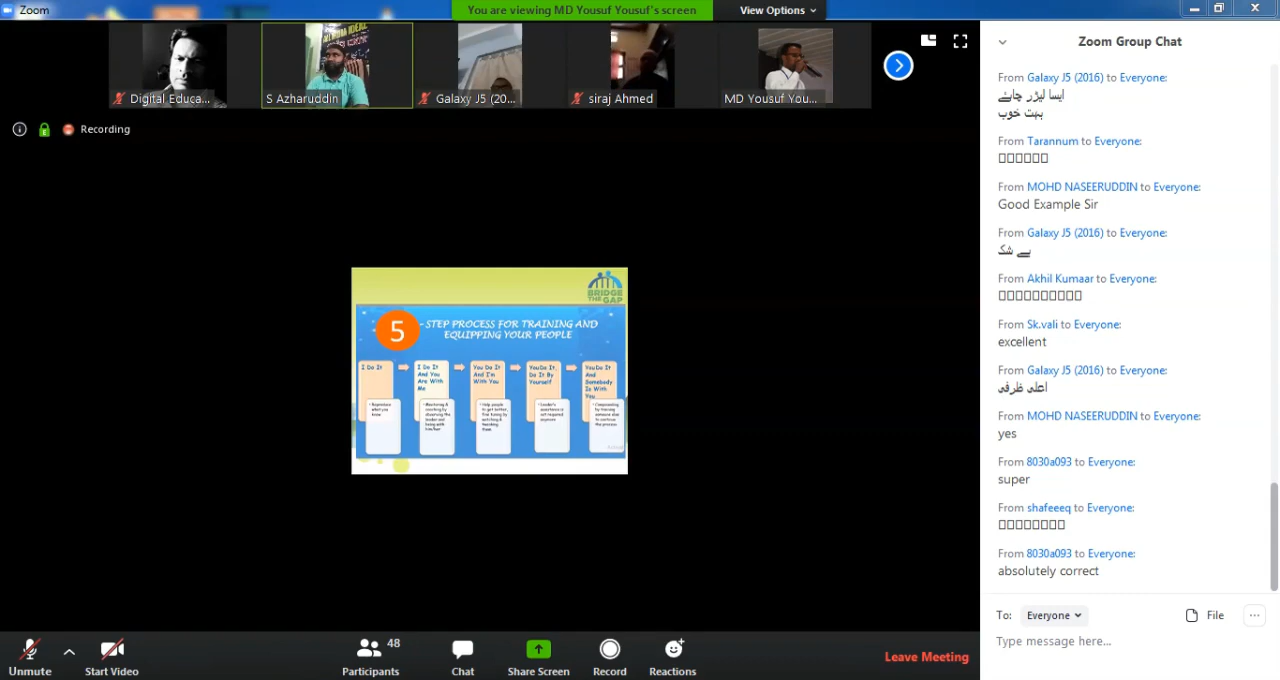 Zoom
You are viewing MD Yousuf Yousuf's screen
View Options
Digital Educa...
S Azharuddin
Galaxy J5 (20...
siraj Ahmed
MD Yousuf You...
Recording
BRIDGE
THE GAP
5
-STEP PROCESS FOR TRAINING AND
EQUIPPING YOUR PEOPLE
I Do It
I Do It
And You
Are With
Me
You Do It
And I'm
With You
You Do It,
Do It By
Yourself
You Do It
And
Somebody
Is With
You
Unmute
Start Video
Participants
48
Chat
Share Screen
Record
Reactions
Leave Meeting
Zoom Group Chat
From Galaxy J5 (2016) to Everyone:
ایسا لیڈر چاہئے
بہت خوب
From Tarannum to Everyone:
From MOHD NASEERUDDIN to Everyone:
Good Example Sir
From Galaxy J5 (2016) to Everyone:
بے شک
From Akhil Kumaar to Everyone:
From Sk.vali to Everyone:
excellent
From Galaxy J5 (2016) to Everyone:
اعلی ظرفی
From MOHD NASEERUDDIN to Everyone:
yes
From 8030a093 to Everyone:
super
From shafeeeq to Everyone:
From 8030a093 to Everyone:
absolutely correct
To:
Everyone
File
Type message here...